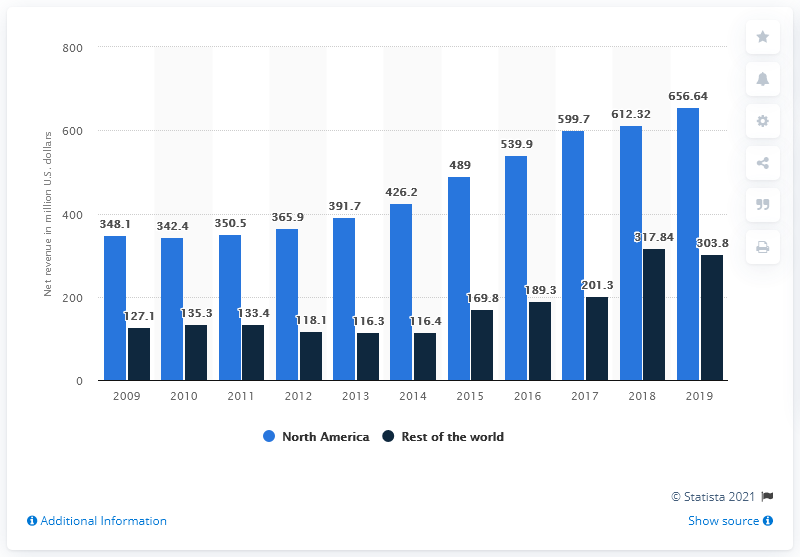 800
600
400
200
0
Net revenue in million U.S. dollars
348.1 342.4 350.5 365.9 391.7 426.2 489 539.9 599.7 612.32 656.64
127.1 135.3 133.4 118.1 116.3 116.4 169.8 189.3 201.3 317.84 303.8
2009 2010 2011 2012 2013 2014 2015 2016 2017 2018 2019
North America Rest of the world
© Statista 2021
Additional Information Show source